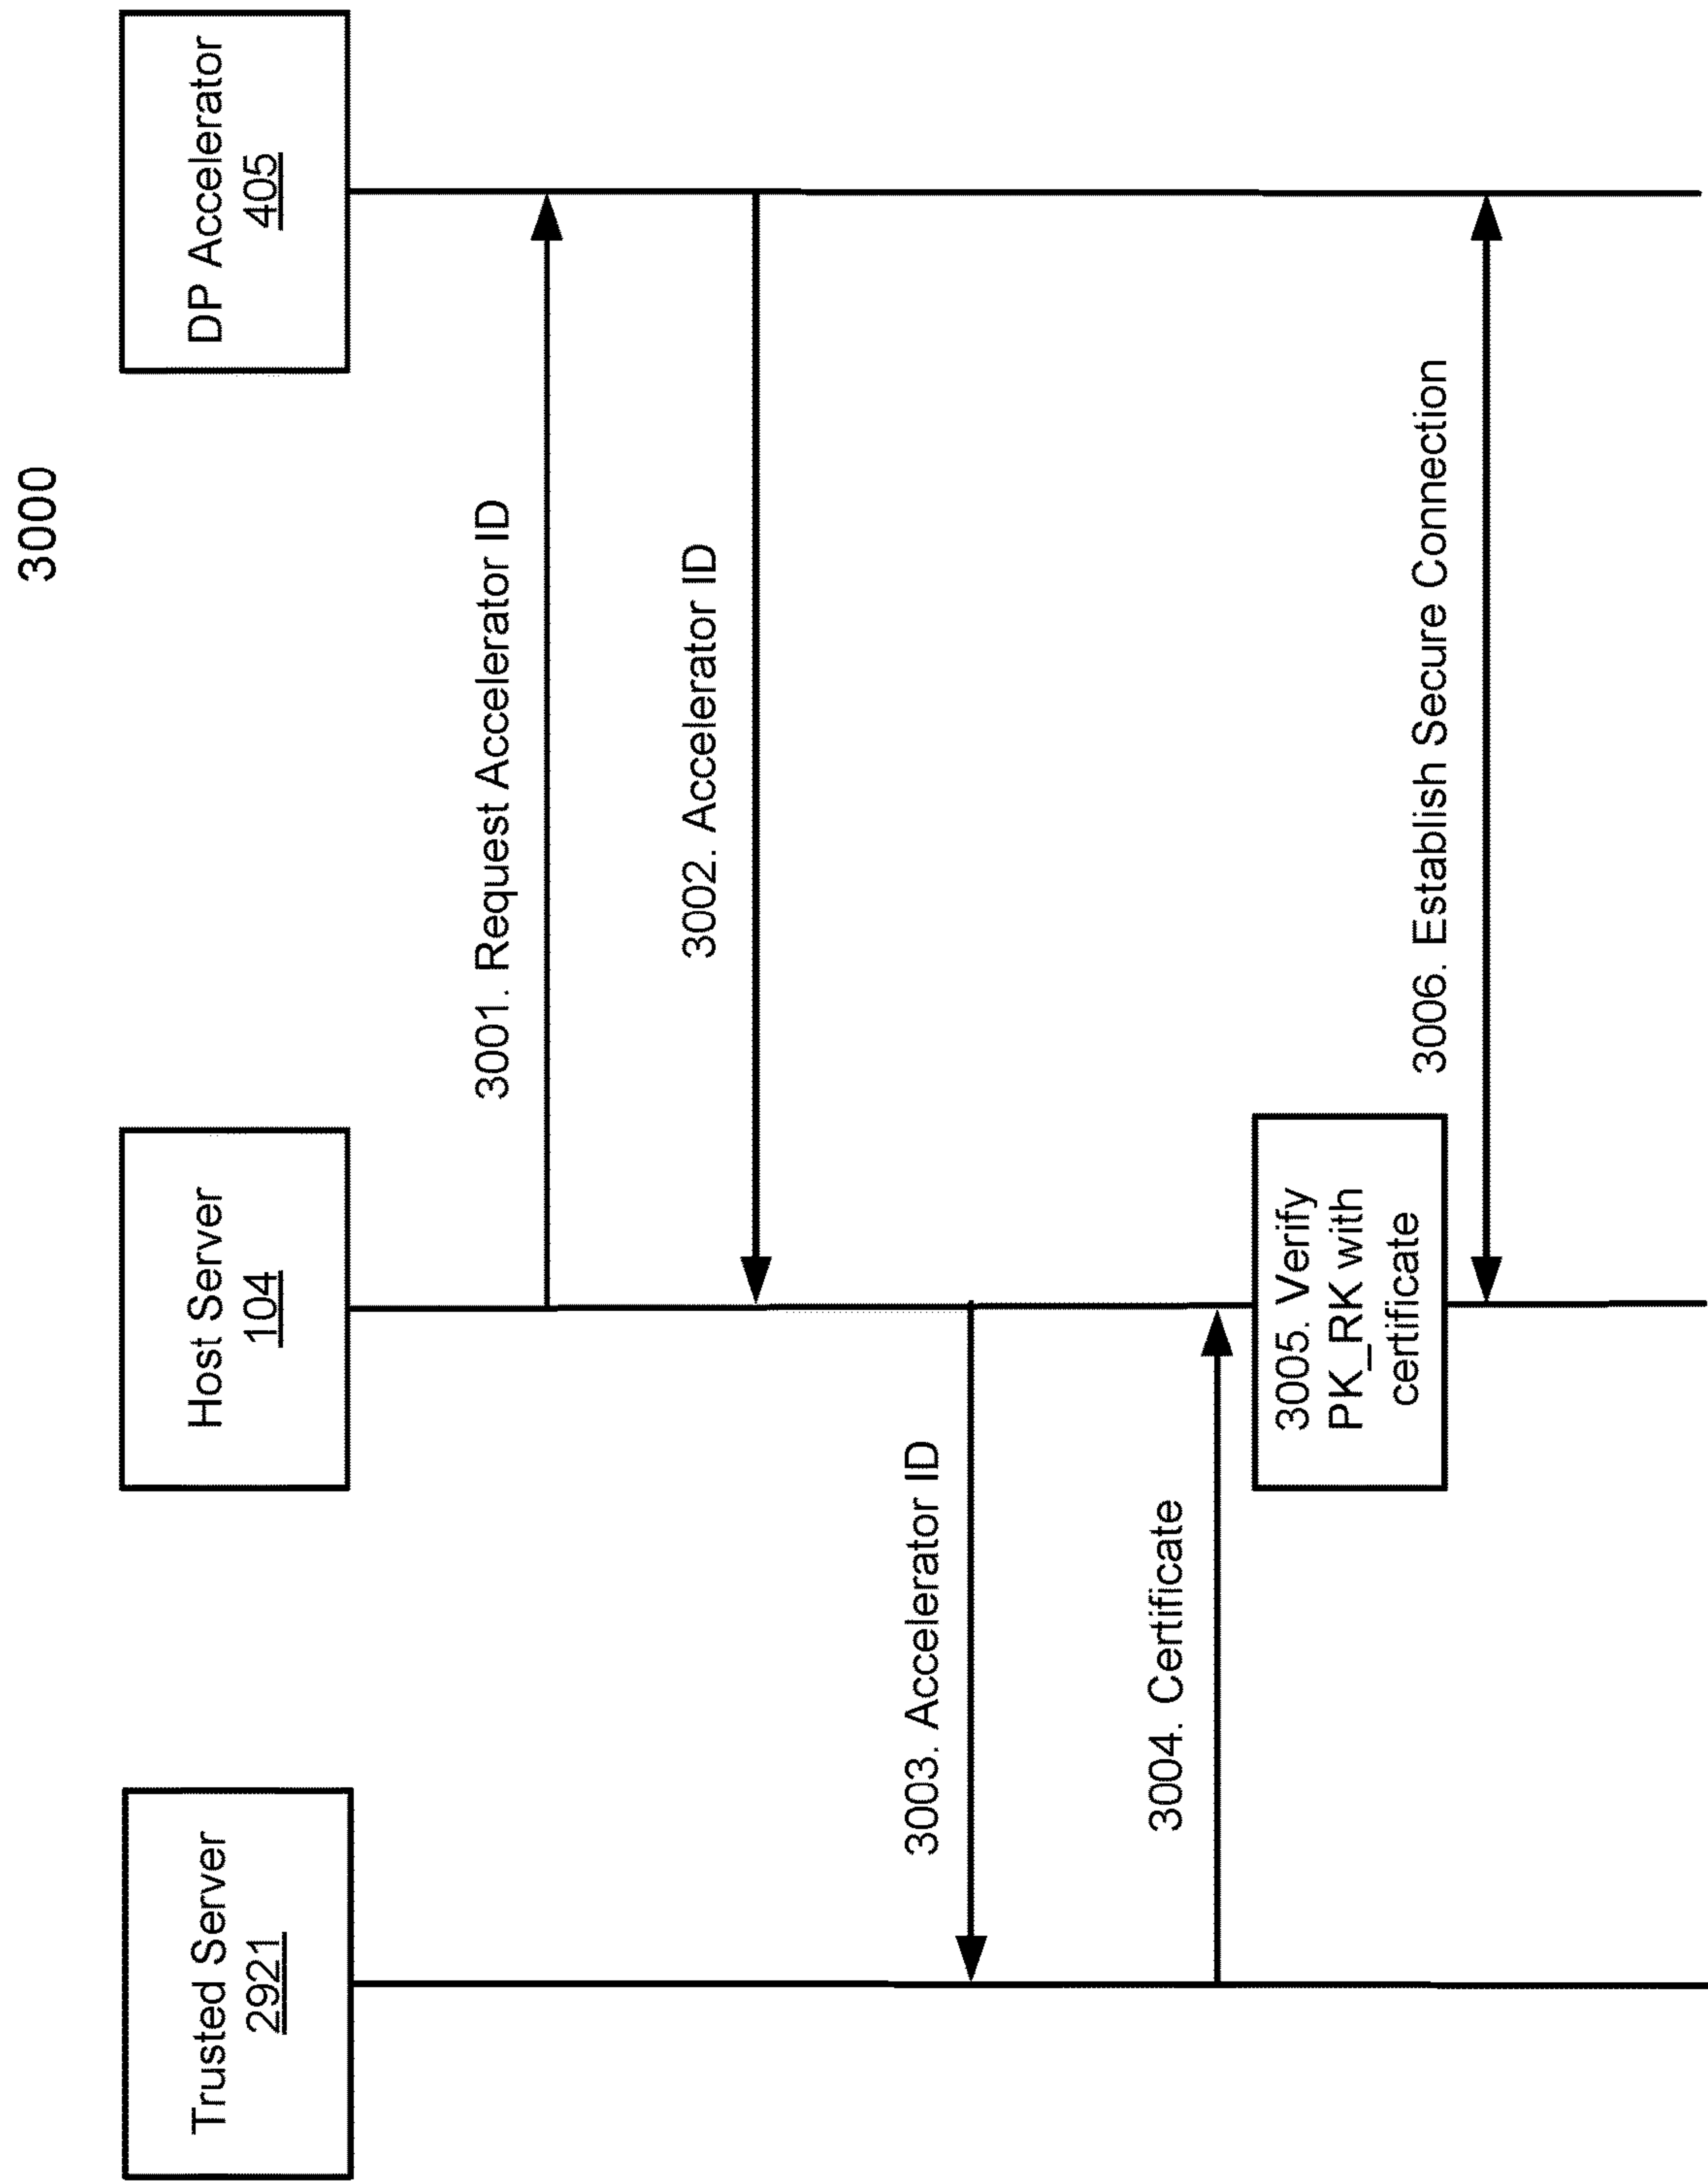 3000
Trusted Server
2921
Host Server
104
DP Accelerator
405
3001. Request Accelerator ID
3002. Accelerator ID
3003. Accelerator ID
3004. Certificate
3005. Verify
PK_RK with
certificate
3006. Establish Secure Connection